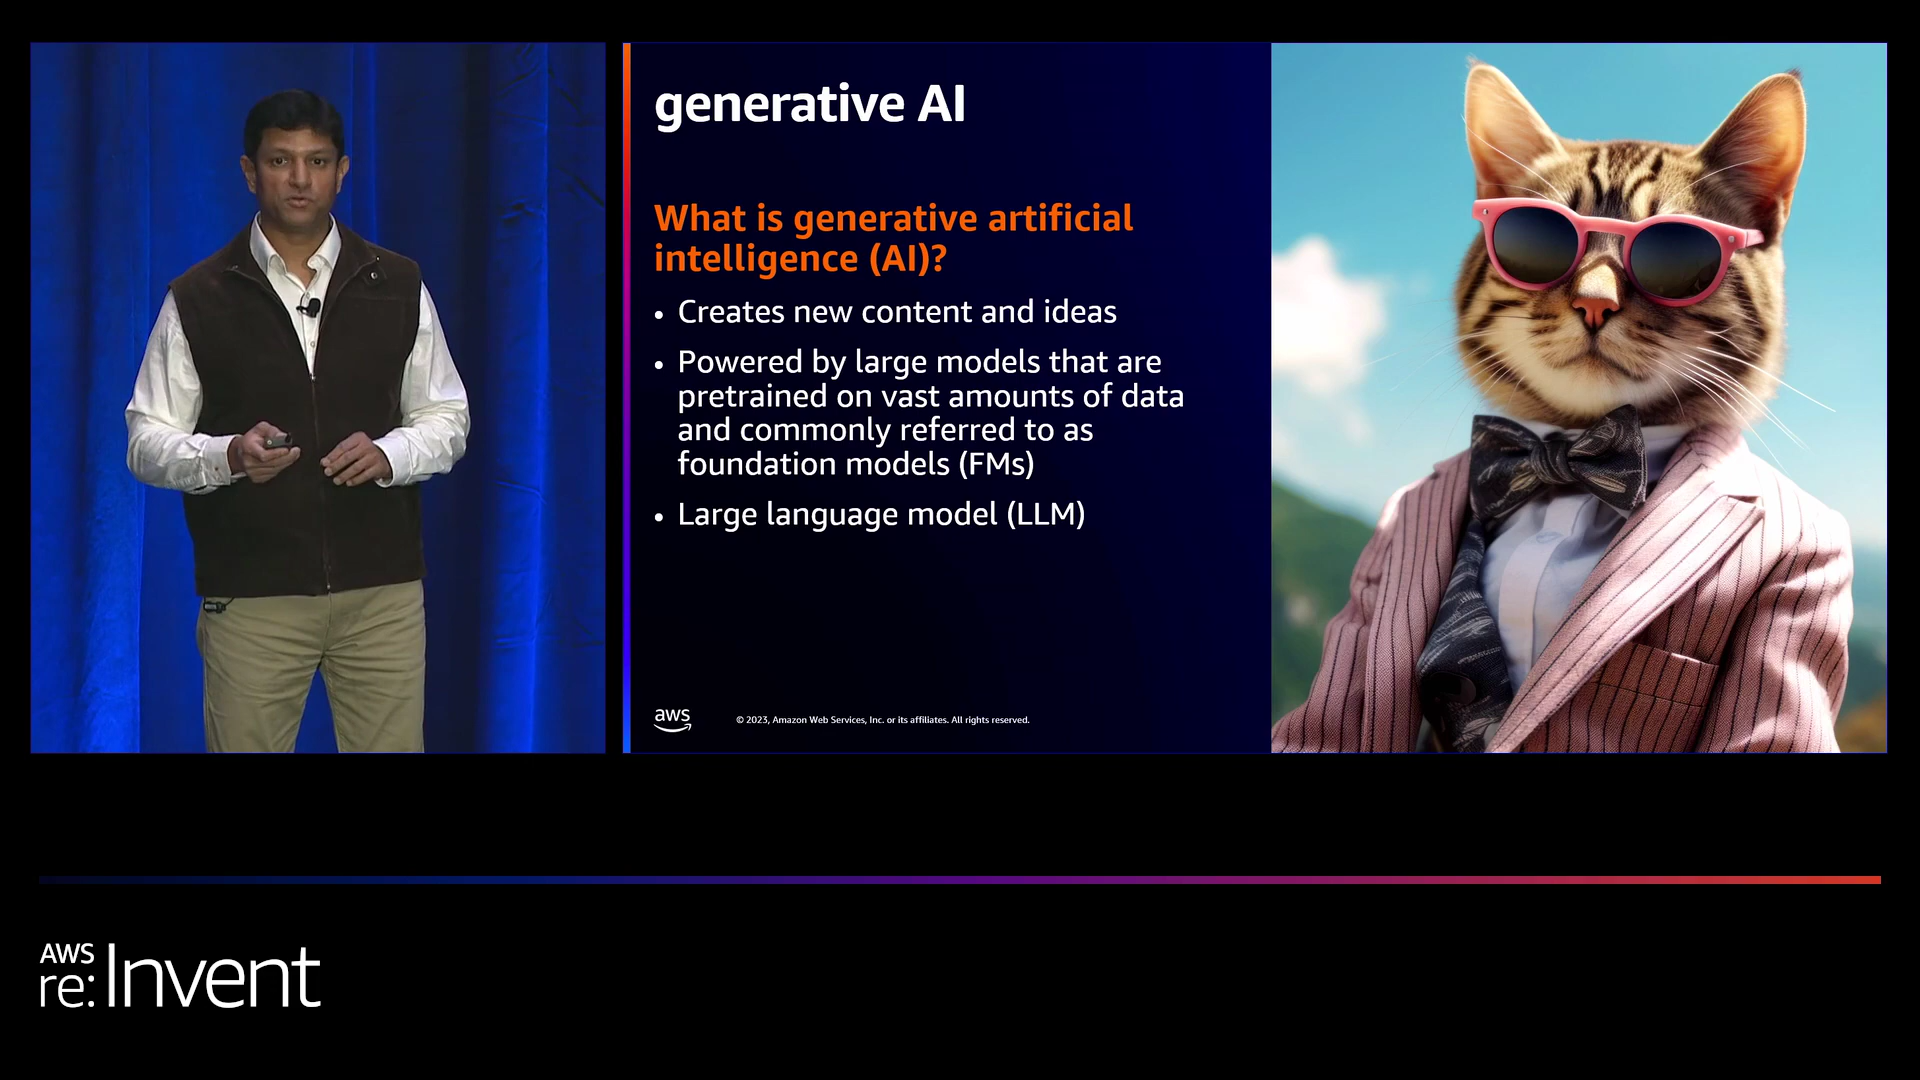 generative AI
What is generative artificial
intelligence (AI)?
• Creates new content and ideas
• Powered by large models that are
pretrained on vast amounts of data
and commonly referred to as
foundation models (FMs)
• Large language model (LLM)
aws
© 2023, Amazon Web Services, Inc. or its affiliates. All rights reserved.
AWS
re:Invent